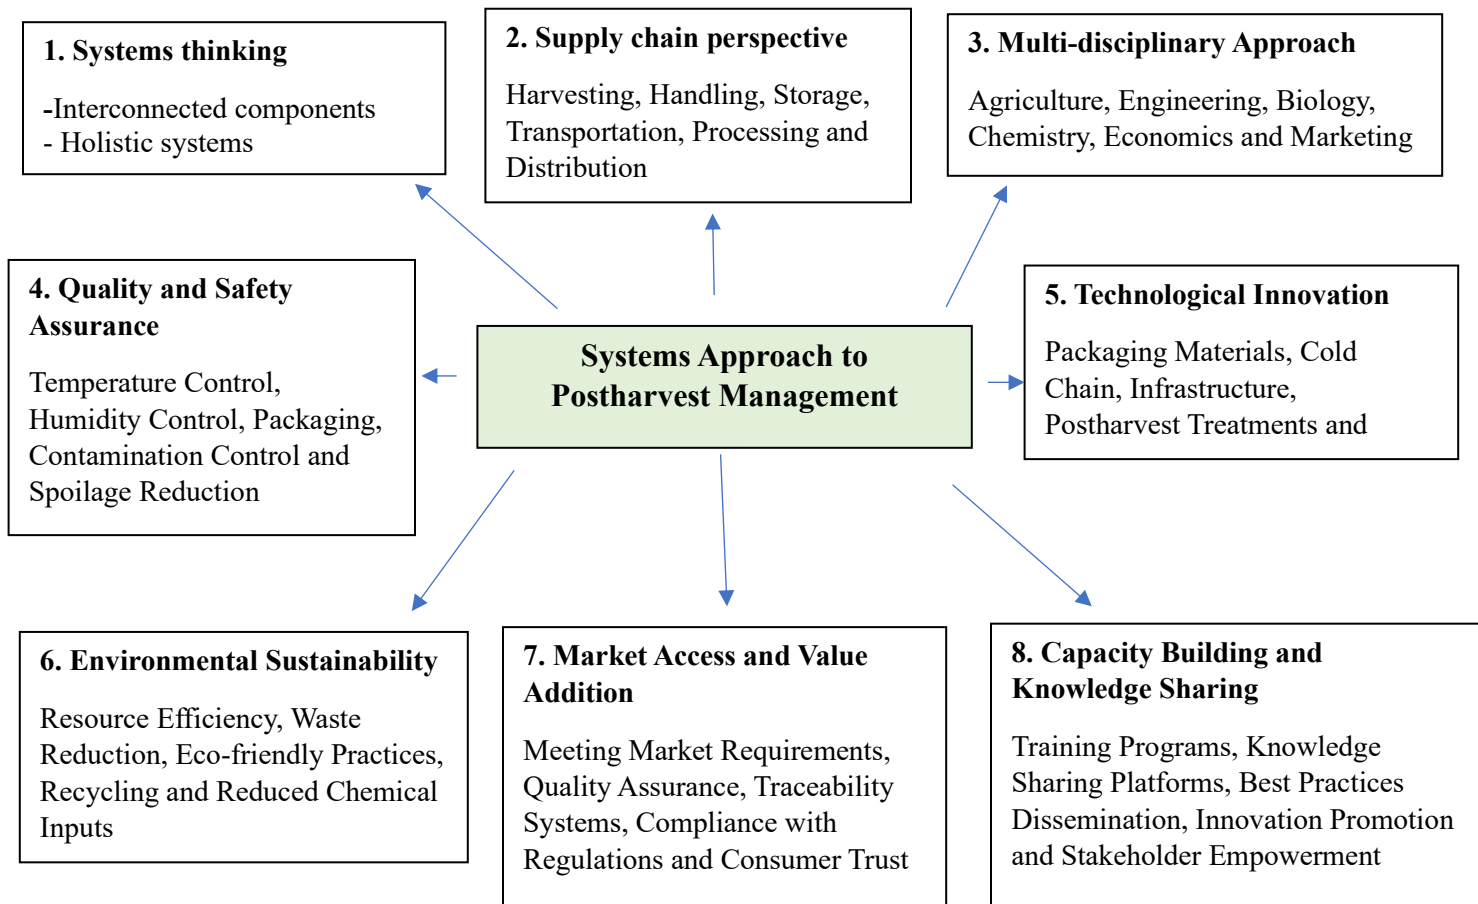 1. Systems thinking
-Interconnected components
- Holistic systems
2. Supply chain perspective
Harvesting, Handling, Storage,
Transportation, Processing and
Distribution
3. Multi-disciplinary Approach
Agriculture, Engineering, Biology,
Chemistry, Economics and Marketing
4. Quality and Safety
Assurance
Temperature Control,
Humidity Control, Packaging,
Contamination Control and
Spoilage Reduction
Systems Approach to
Postharvest Management
5. Technological Innovation
Packaging Materials, Cold
Chain, Infrastructure,
Postharvest Treatments and
6. Environmental Sustainability
Resource Efficiency, Waste
Reduction, Eco-friendly Practices,
Recycling and Reduced Chemical
Inputs
7. Market Access and Value
Addition
Meeting Market Requirements,
Quality Assurance, Traceability
Systems, Compliance with
Regulations and Consumer Trust
8. Capacity Building and
Knowledge Sharing
Training Programs, Knowledge
Sharing Platforms, Best Practices
Dissemination, Innovation Promotion
and Stakeholder Empowerment